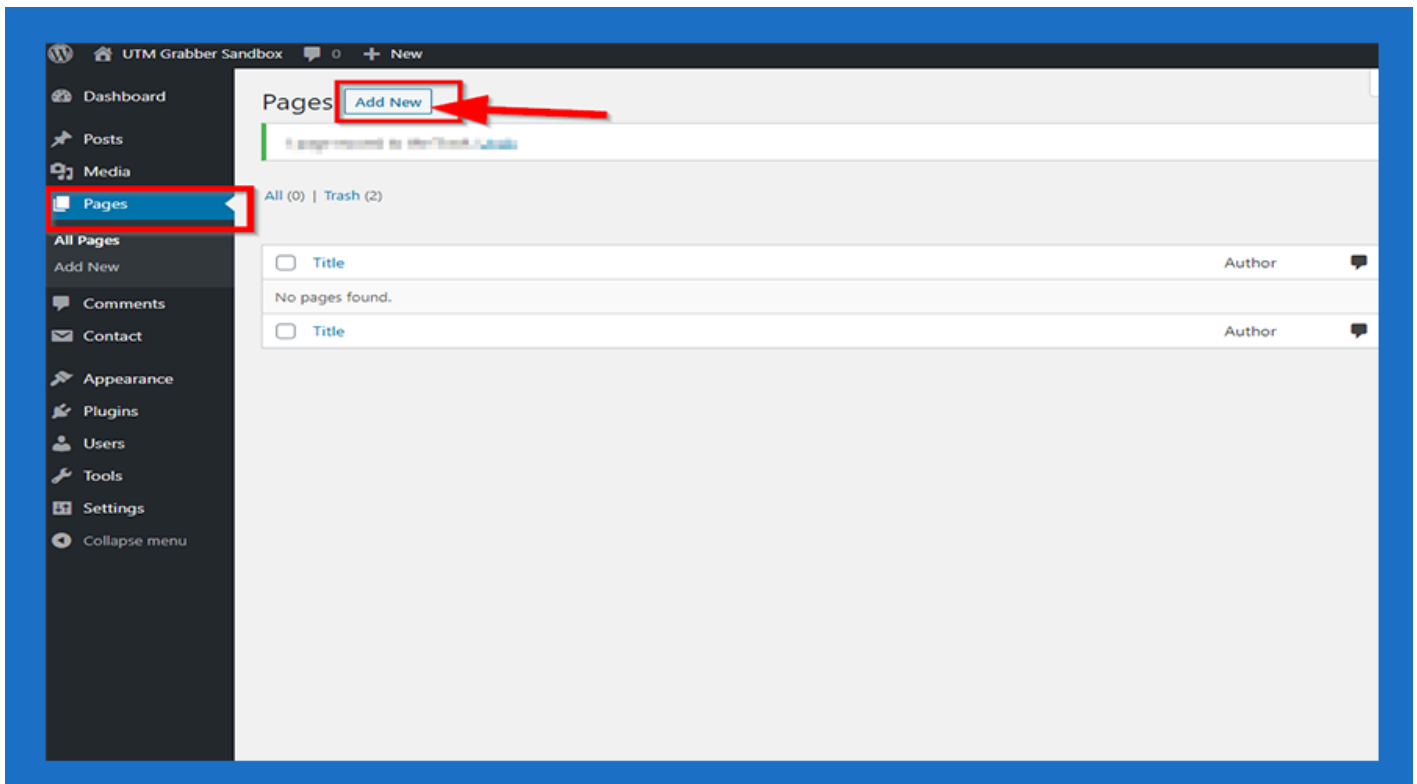 UTM Grabber Sandbox 0 New
Dashboard
Posts
Media
Pages
All Pages
Add New
Comments
Contact
Appearance
Plugins
Users
Tools
Settings
Collapse menu
Pages Add New
All (0) | Trash (2)
Title Author
No pages found.
Title Author